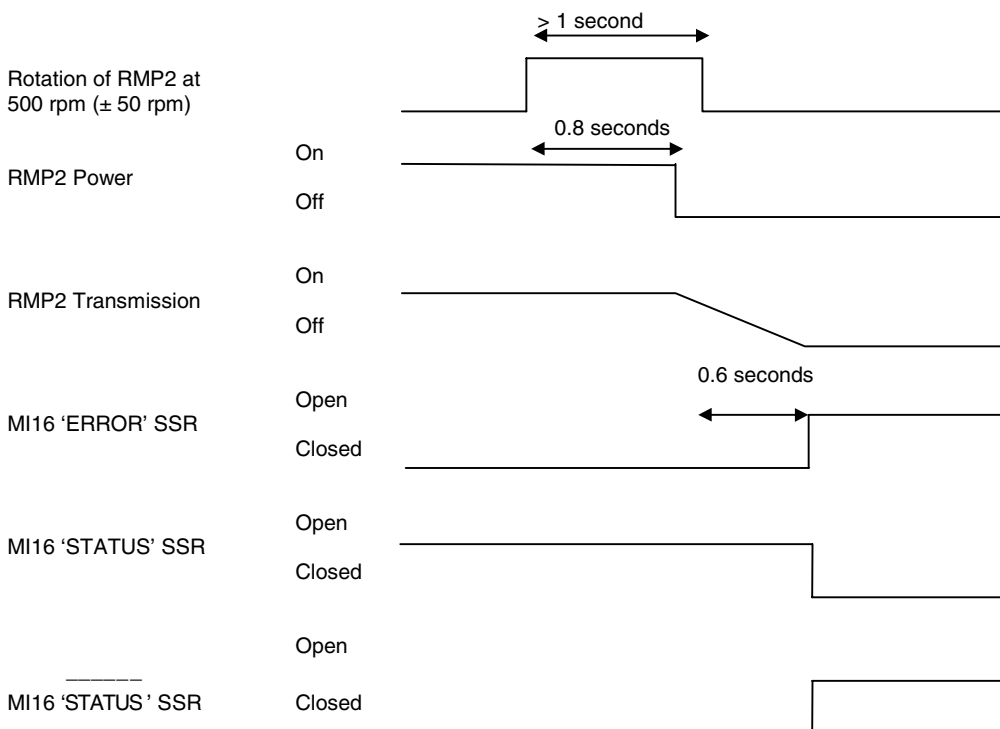 > 1 second
Rotation of RMP2 at
500 rpm (± 50 rpm)
0.8 seconds
On
RMP2 Power
Off
On
RMP2 Transmission
Off
0.6 seconds
Open
MI16 ‘ERROR’ SSR
Closed
Open
MI16 ‘STATUS’ SSR
Closed
Open
MI16 ‘S̅T̅A̅T̅U̅S̅ ’ SSR
Closed